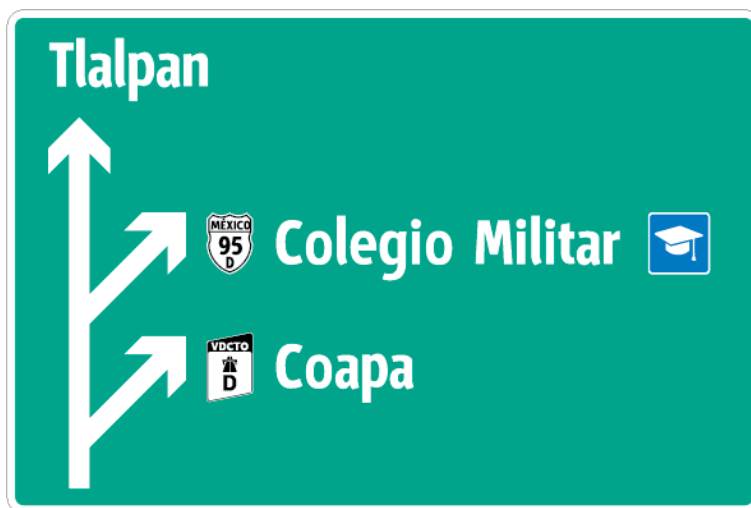 Tlalpan
MÉXICO
95
D
Colegio Militar
VDCTO
D
Coapa